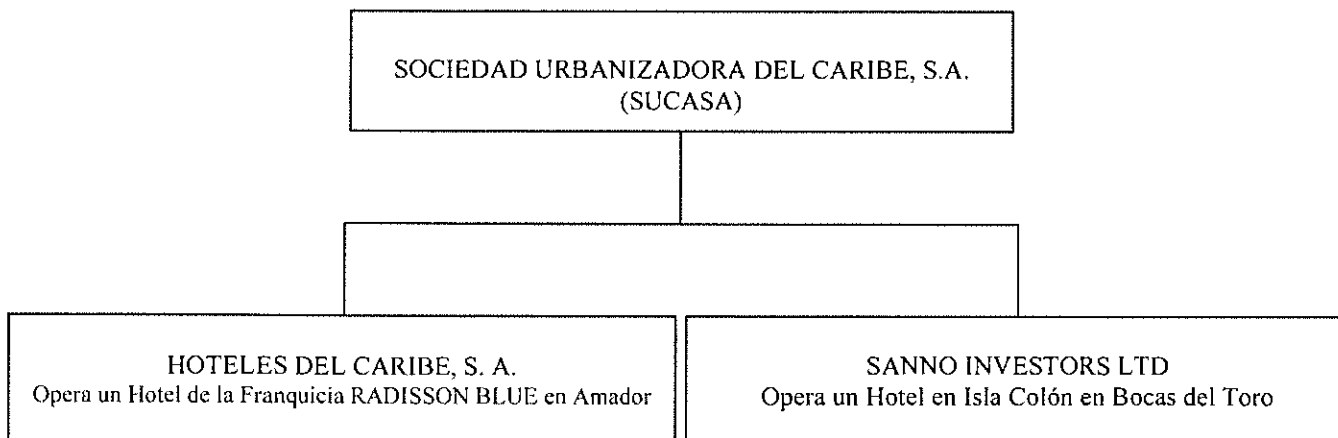 SOCIEDAD URBANIZADORA DEL CARIBE, S.A.
(SUCASA)
HOTELES DEL CARIBE, S. A.
Opera un Hotel de la Franquicia RADISSON BLUE en Amador
SANNO INVESTORS LTD
Opera un Hotel en Isla Colón en Bocas del Toro